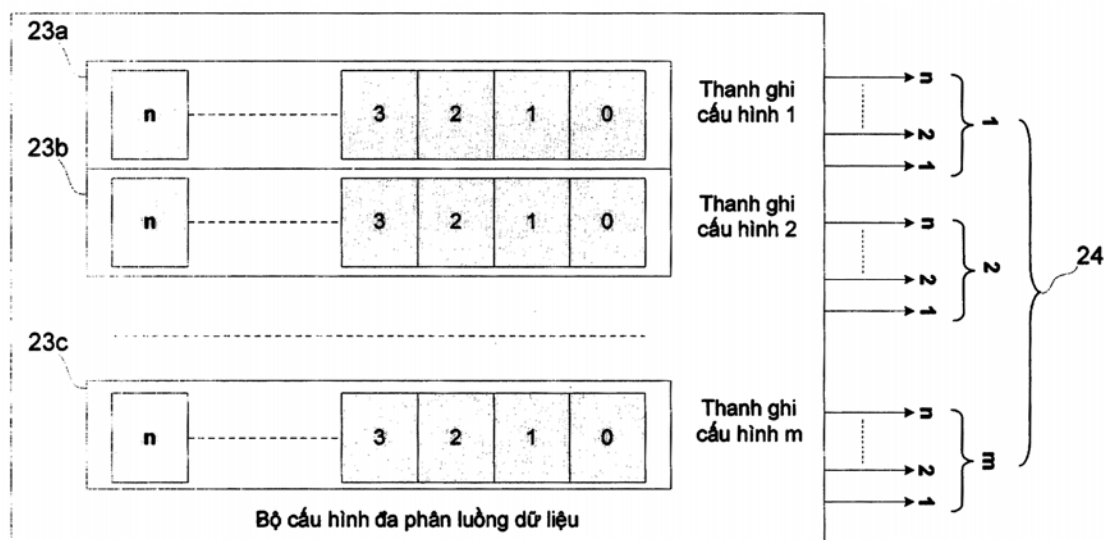 23a
n 3 2 1 0
Thanh ghi
cấu hình 1
n
2
1
1
23b
n 3 2 1 0
Thanh ghi
cấu hình 2
n
2
1
2
24
23c
n 3 2 1 0
Thanh ghi
cấu hình m
n
2
1
m
Bộ cấu hình đa phân luồng dữ liệu